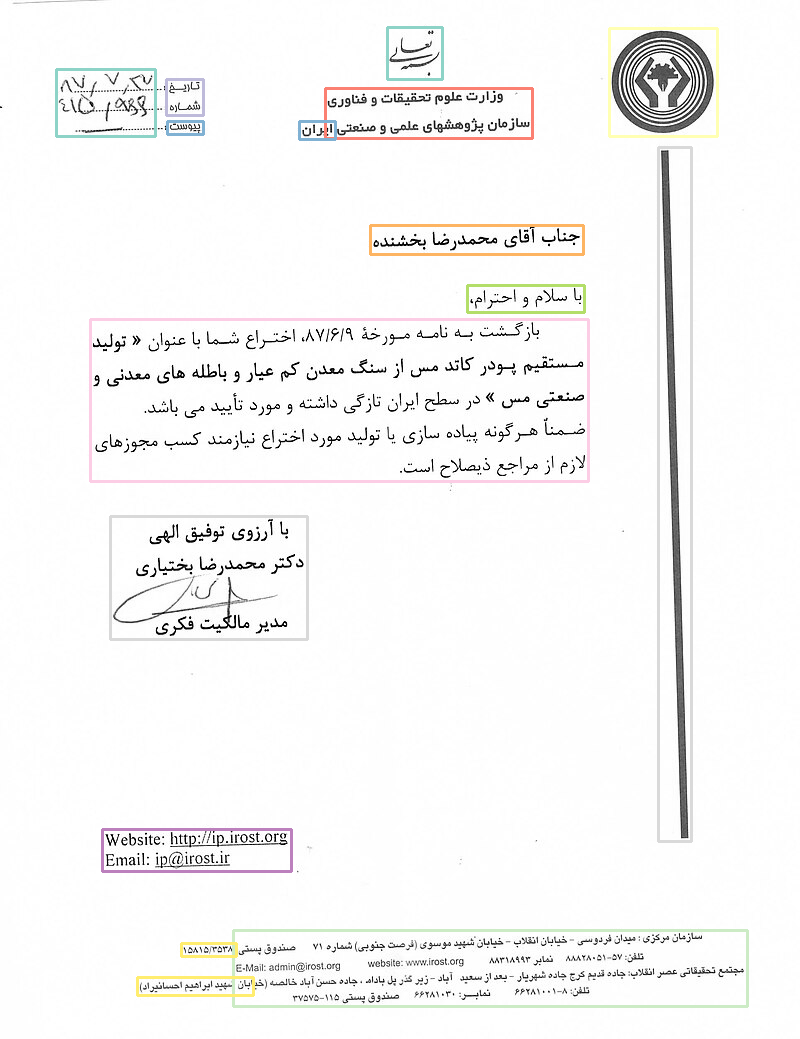 بسمه تعالی
وزارت علوم تحقیقات و فناوری
سازمان پژوهشهای علمی و صنعتی ایران
تاریخ ۸۷/۷/۲۷
شماره
پیوست
جناب آقای محمدرضا بخشنده
با سلام و احترام،
بازگشت به نامه مورخهٔ ۸۷/۶/۹، اختراع شما با عنوان « تولید
مستقیم پودر کاتد مس از سنگ معدن کم عیار و باطله های معدنی و
صنعتی مس » در سطح ایران تازگی داشته و مورد تأیید می باشد.
ضمناً هرگونه پیاده سازی یا تولید مورد اختراع نیازمند کسب مجوزهای
لازم از مراجع ذیصلاح است.
با آرزوی توفیق الهی
دکتر محمدرضا بختیاری
مدیر مالکیت فکری
Website: http://ip.irost.org
Email: ip@irost.ir
سازمان مرکزی : میدان فردوسی - خیابان انقلاب - خیابان شهید موسوی (فرصت جنوبی) شماره ۷۱ صندوق پستی ۱۵۸۱۵/۳۵۳۸
تلفن: ۵۷-۸۸۸۲۸۰۵۱ نمابر ۸۸۳۱۸۹۹۳ website: www.irost.org E-Mail: admin@irost.org
مجتمع تحقیقاتی عصر انقلاب: جاده قدیم کرج جاده شهریار - بعد از سعید آباد - زیر گذر پل بادامک ، جاده حسن آباد خالصه (خیابان شهید ابراهیم احسانیراد)
تلفن: ۸-۶۶۲۸۱۰۰۱ نمابر: ۶۶۲۸۱۰۳۰ صندوق پستی ۱۱۵-۳۷۵۷۵